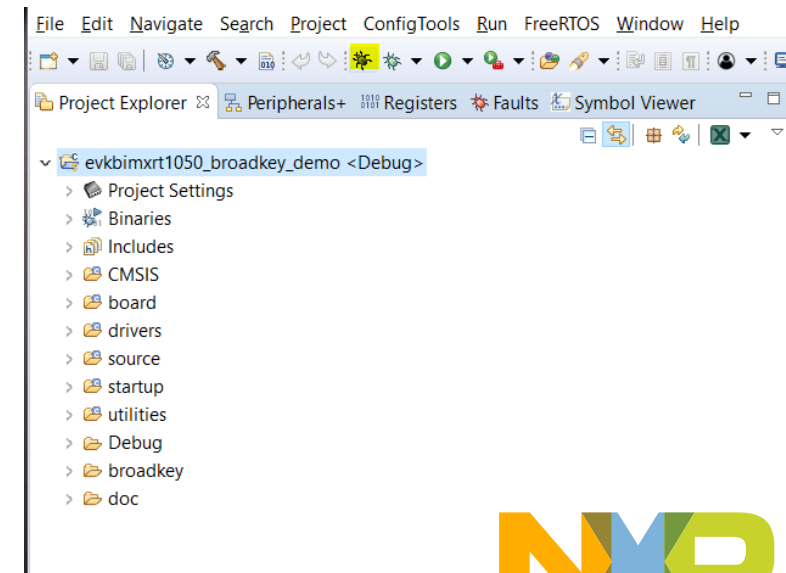 File Edit Navigate Search Project ConfigTools Run FreeRTOS Window Help
Project Explorer Peripherals+ Registers Faults Symbol Viewer
evkbimxrt1050_broadkey_demo <Debug>
Project Settings
Binaries
Includes
CMSIS
board
drivers
source
startup
utilities
Debug
broadkey
doc
NXP